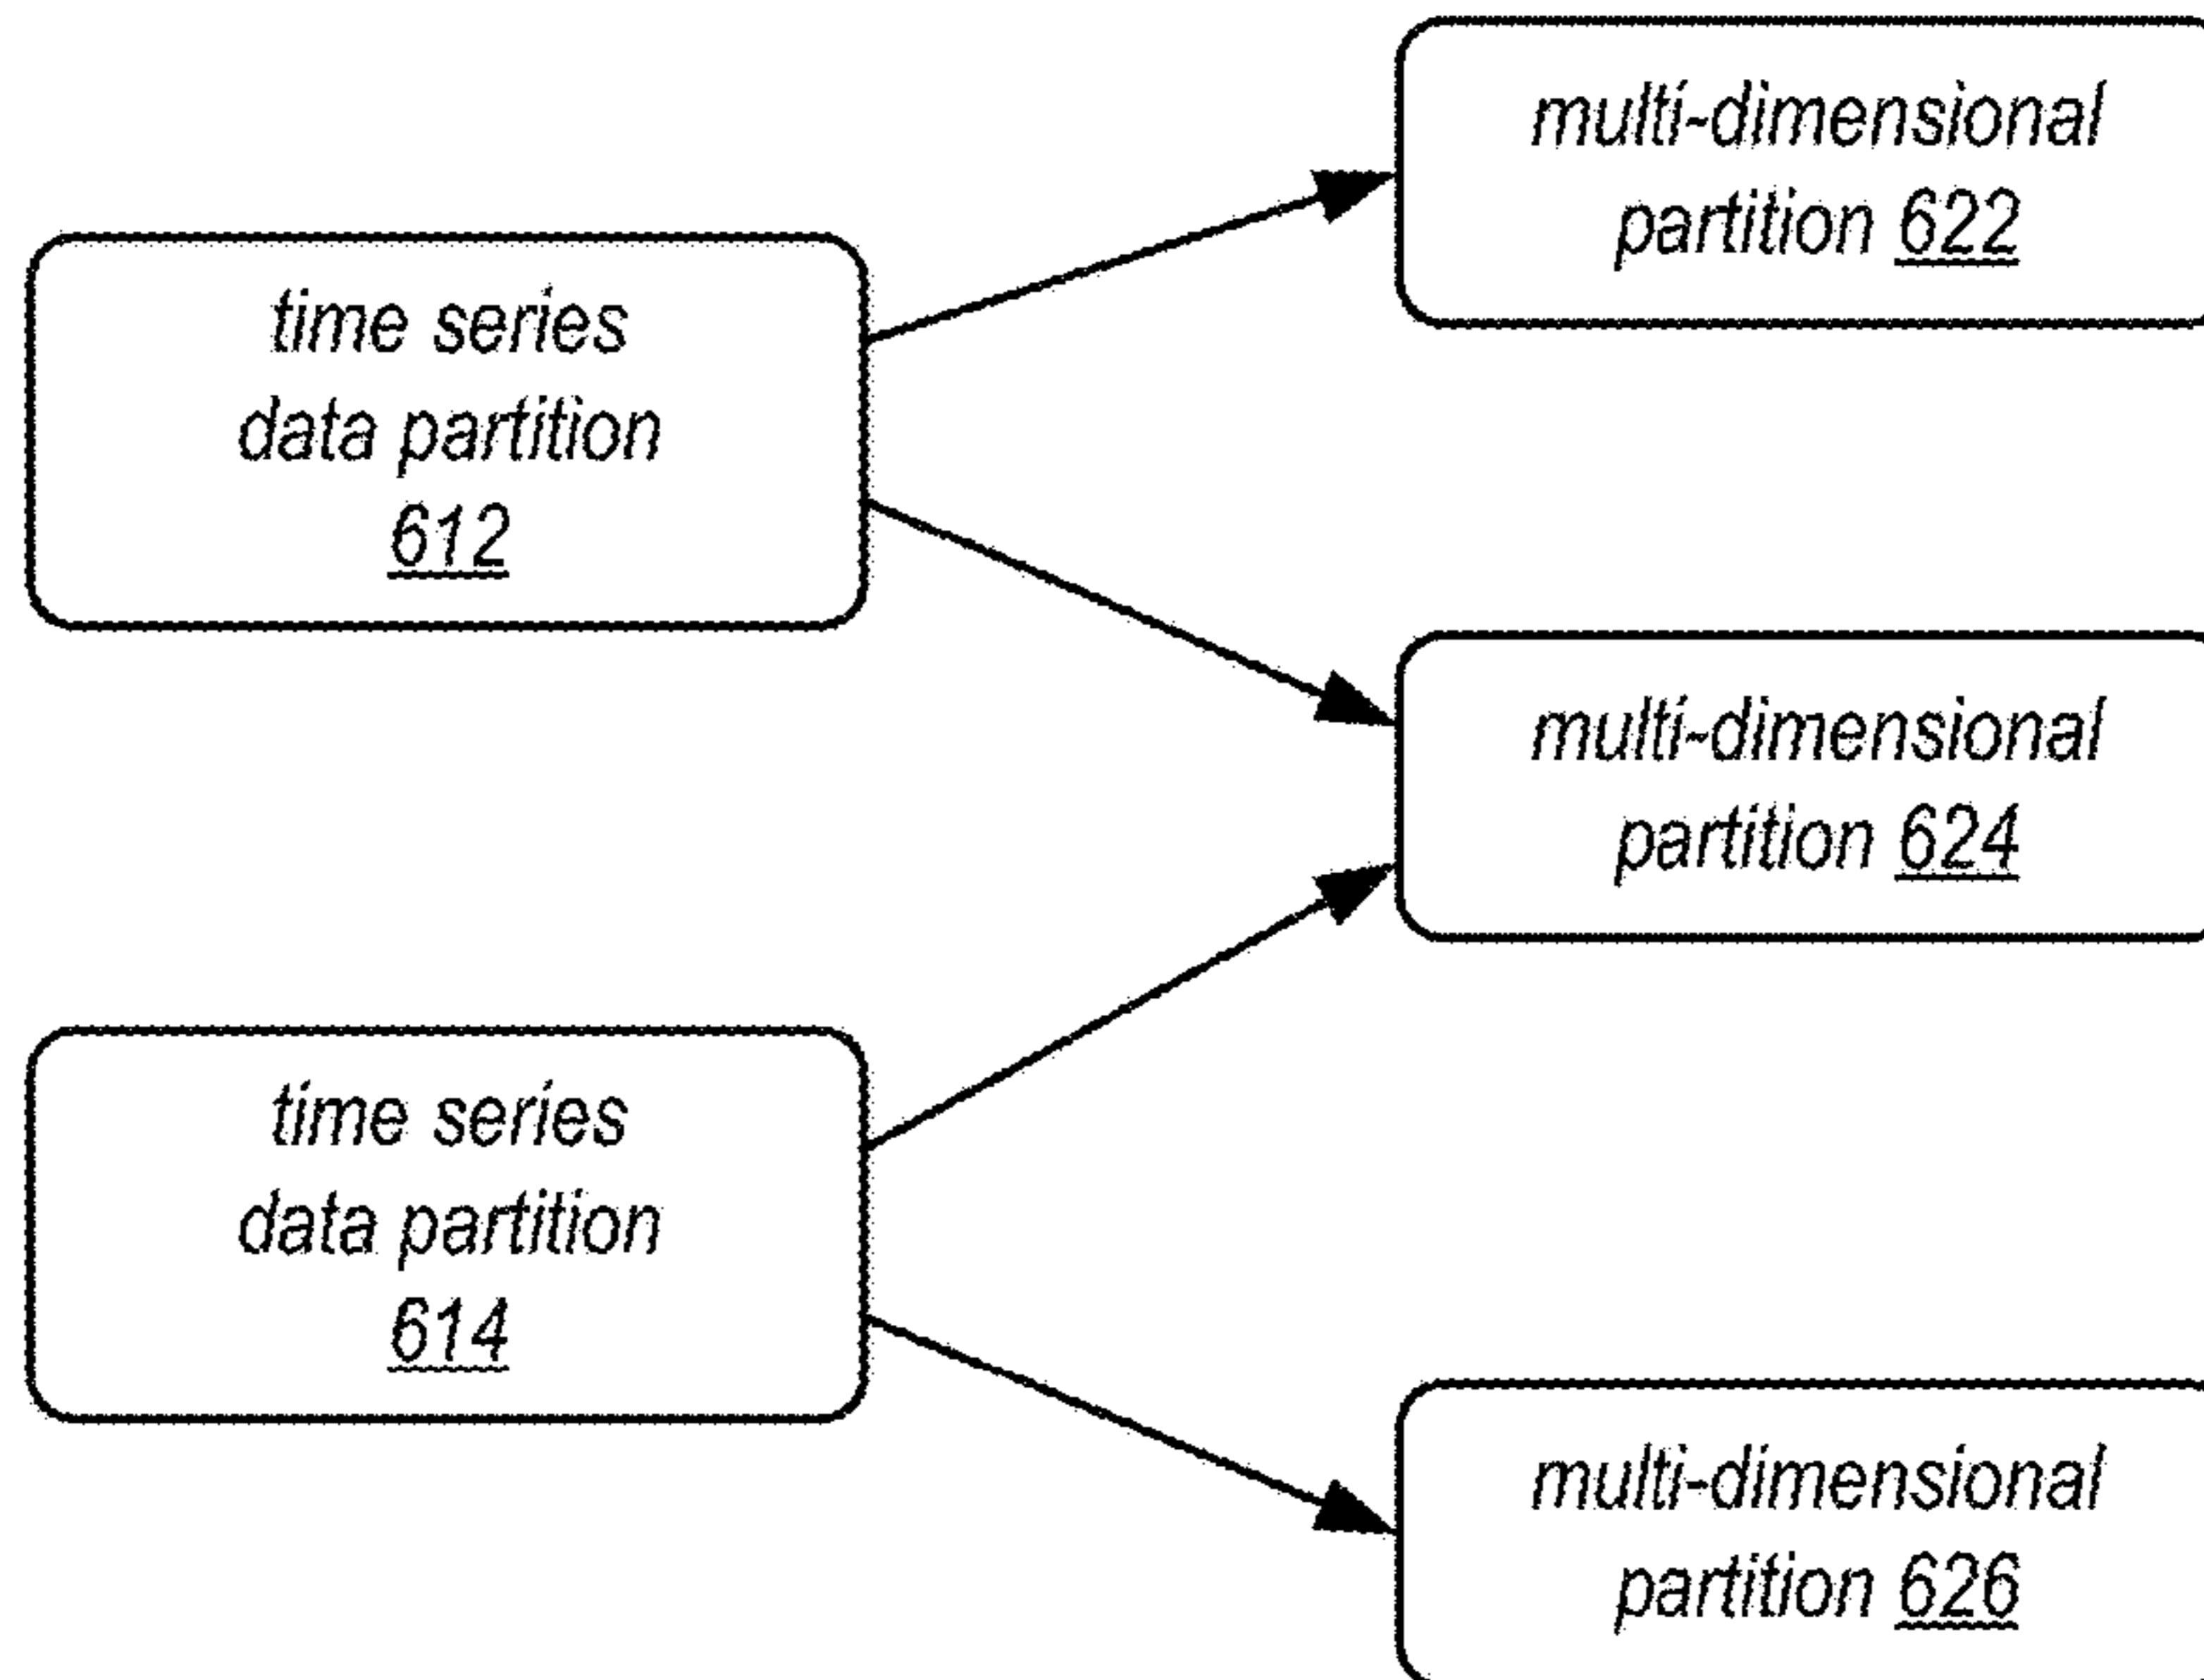 multi-dimensional
partition 622
time series
data partition
612
multi-dimensional
partition 624
time series
data partition
614
multi-dimensional
partition 626